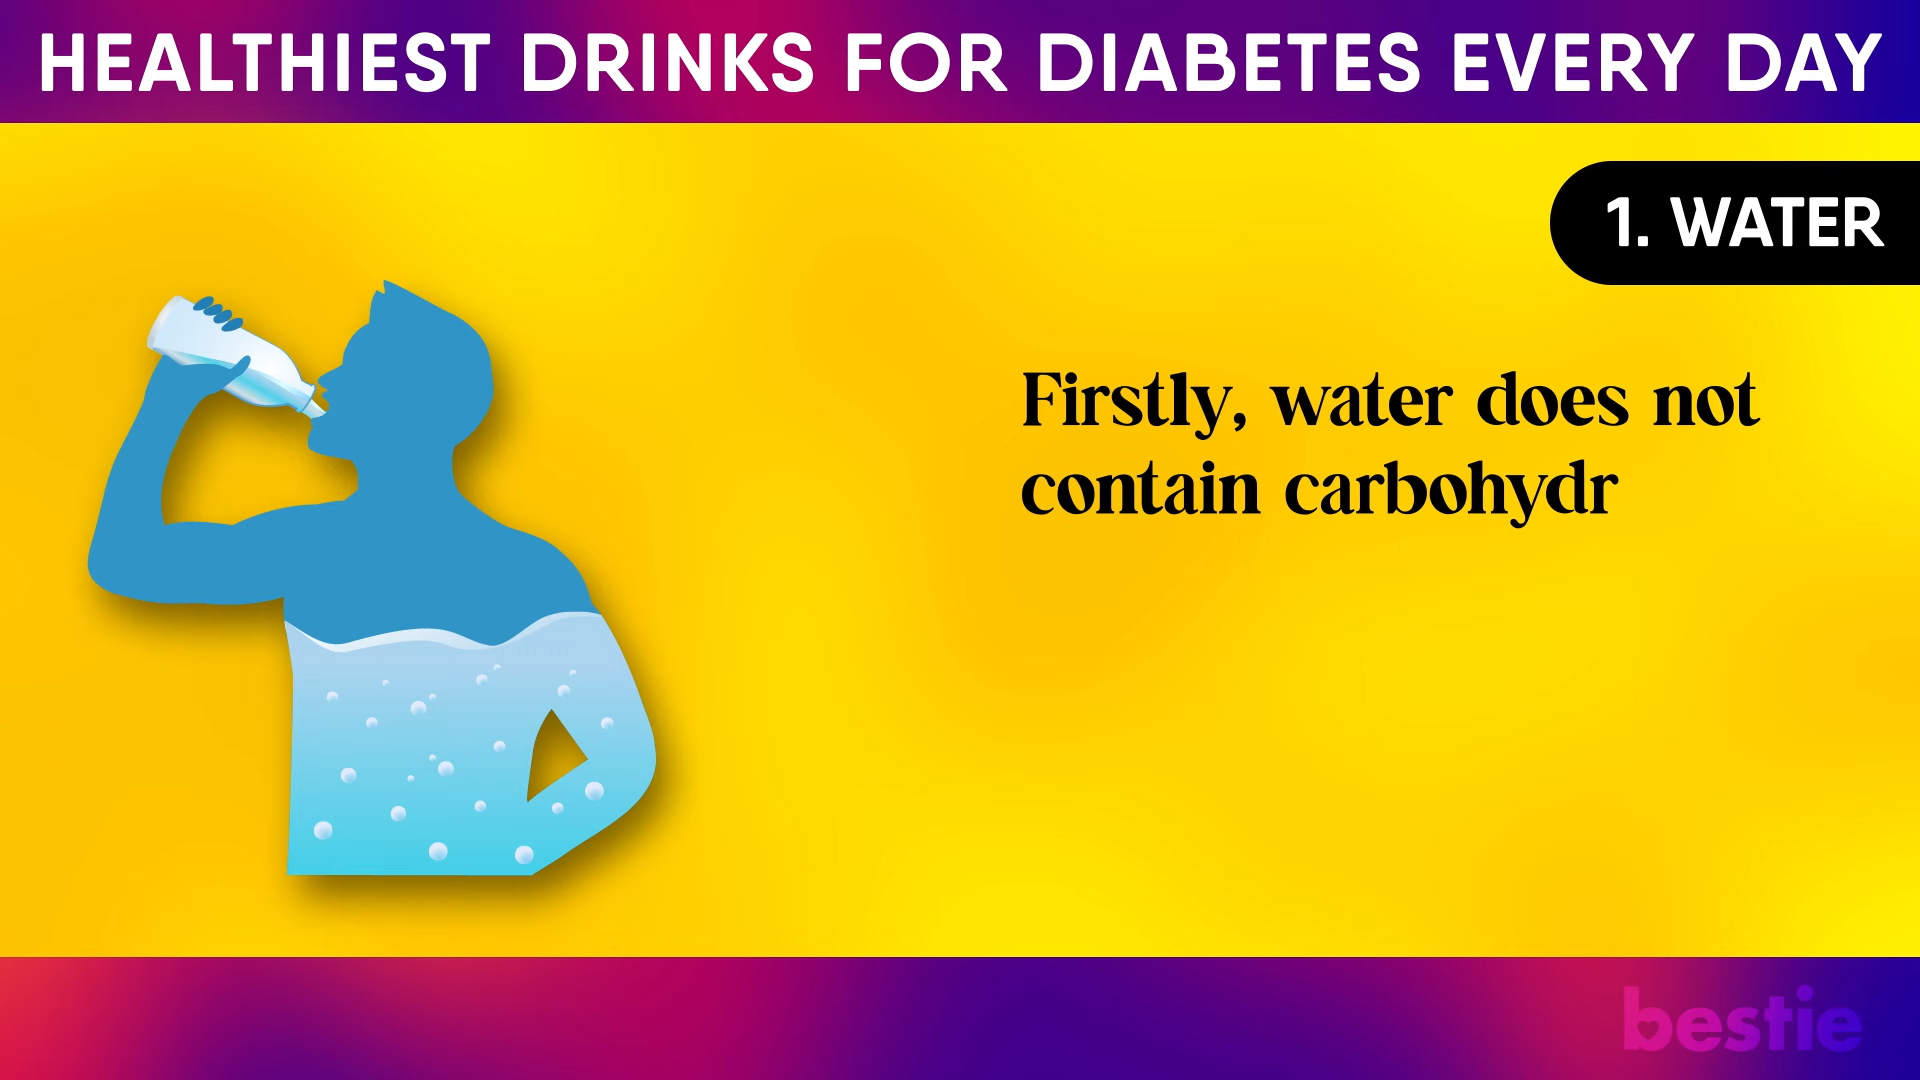 HEALTHIEST DRINKS FOR DIABETES EVERY DAY
1. WATER
Firstly, water does not
contain carbohydr
bestie